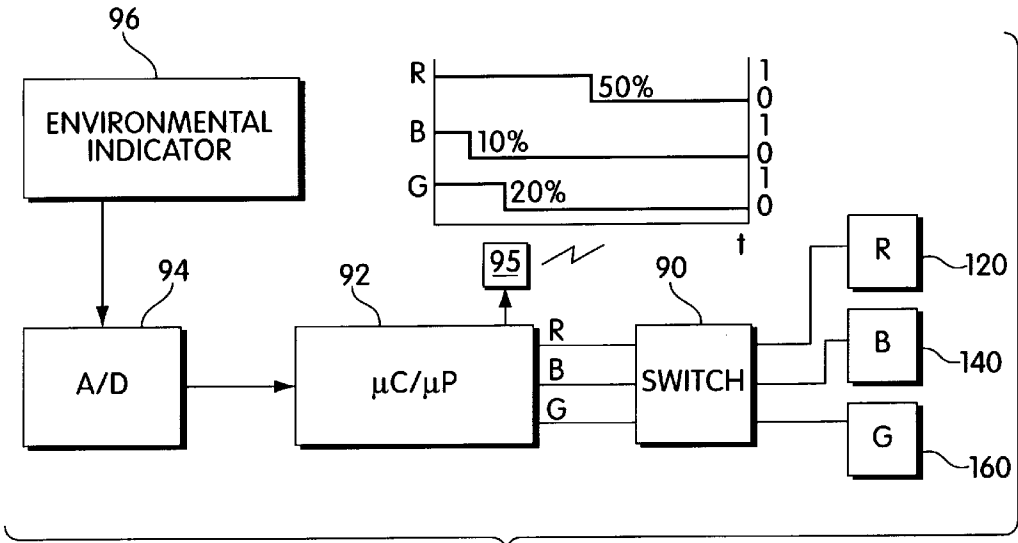 96
ENVIRONMENTAL
INDICATOR
R 50% 1
0
B 10% 1
0
G 20% 1
0
t
95
94
92
90
A/D
μC/μP
R
B
G
SWITCH
R
120
B
140
G
160